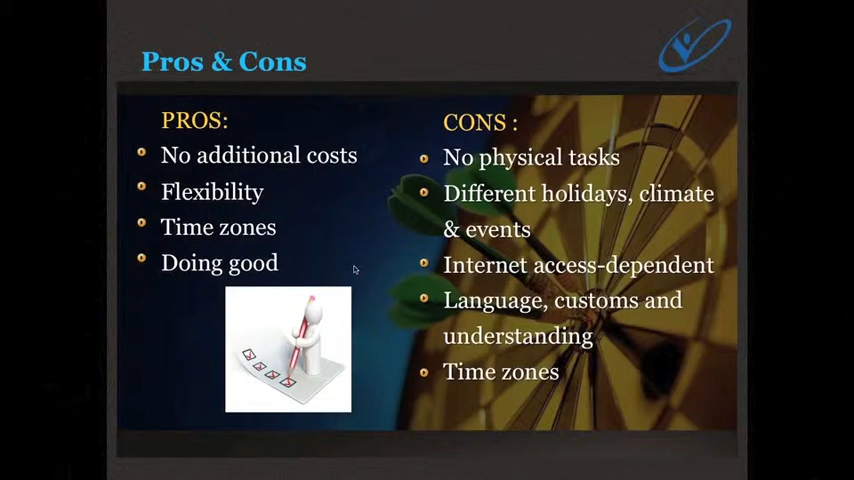 Pros & Cons
PROS:
No additional costs
Flexibility
Time zones
Doing good
CONS :
No physical tasks
Different holidays, climate
& events
Internet access-dependent
Language, customs and
understanding
Time zones